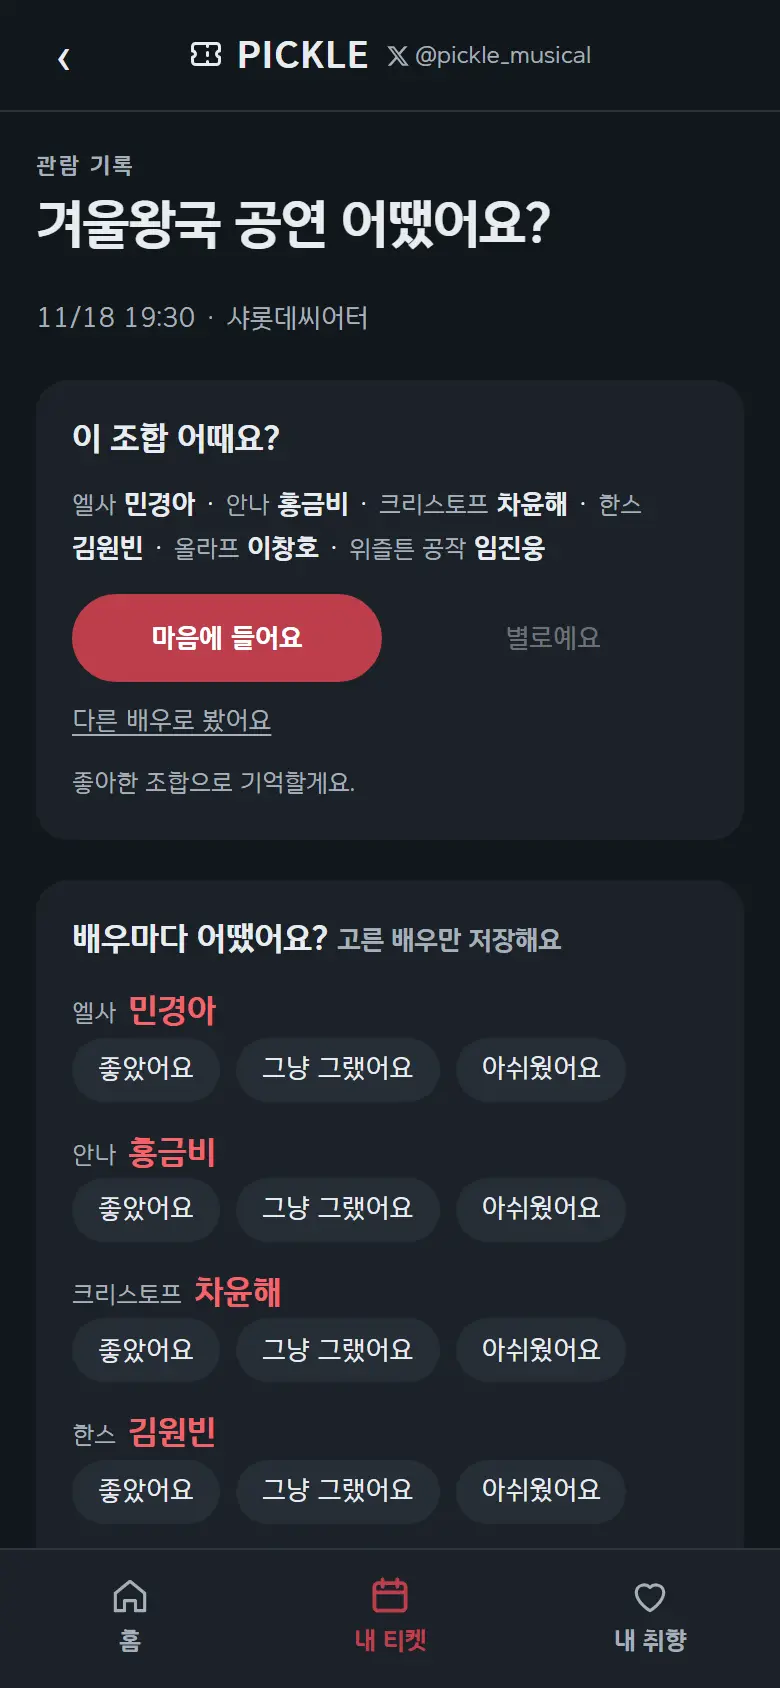 ‹ PICKLE 𝕏 @pickle_musical
관람 기록
겨울왕국 공연 어땠어요?
11/18 19:30 · 샤롯데씨어터
이 조합 어때요?
엘사 민경아 · 안나 홍금비 · 크리스토프 차윤해 · 한스
김원빈 · 올라프 이창호 · 위즐튼 공작 임진웅
마음에 들어요 별로예요
다른 배우로 봤어요
좋아한 조합으로 기억할게요.
배우마다 어땠어요? 고른 배우만 저장해요
엘사 민경아
좋았어요 그냥 그랬어요 아쉬웠어요
안나 홍금비
좋았어요 그냥 그랬어요 아쉬웠어요
크리스토프 차윤해
좋았어요 그냥 그랬어요 아쉬웠어요
한스 김원빈
좋았어요 그냥 그랬어요 아쉬웠어요
홈 내 티켓 내 취향